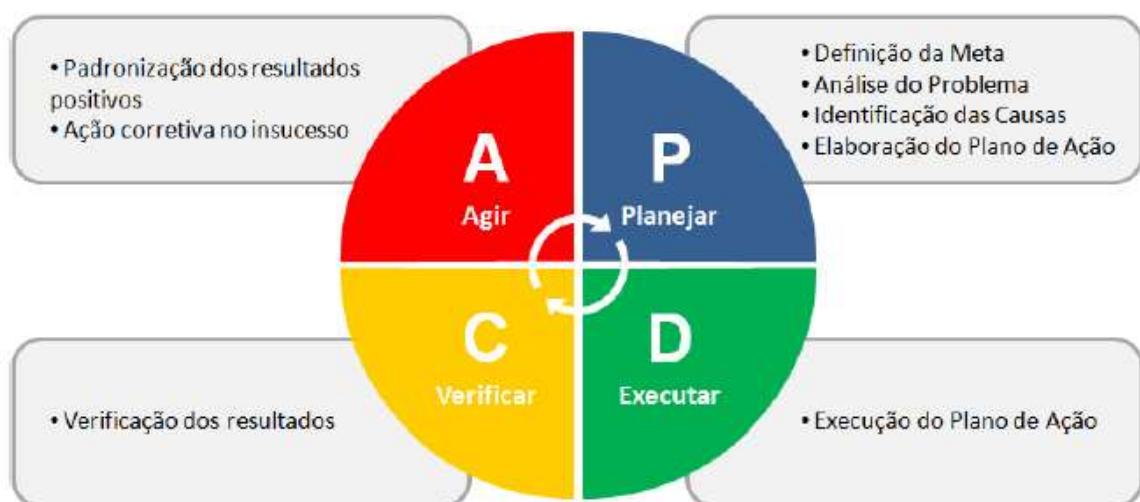 • Padronização dos resultados
positivos
• Ação corretiva no insucesso
A
Agir
P
Planejar
• Definição da Meta
• Análise do Problema
• Identificação das Causas
• Elaboração do Plano de Ação
• Verificação dos resultados
C
Verificar
D
Executar
• Execução do Plano de Ação